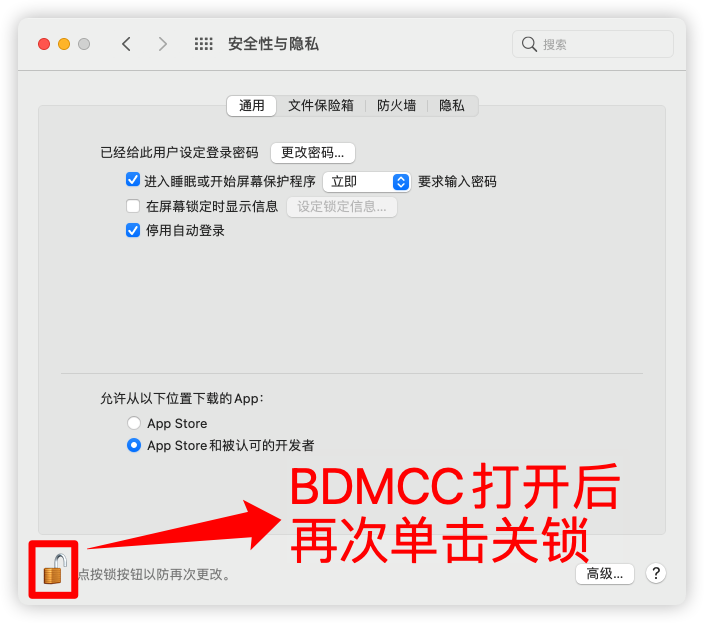 安全性与隐私
搜索
通用 文件保险箱 防火墙 隐私
已经给此用户设定登录密码 更改密码...
进入睡眠或开始屏幕保护程序 立即 要求输入密码
在屏幕锁定时显示信息 设定锁定信息...
停用自动登录
允许从以下位置下载的App:
App Store
App Store和被认可的开发者
BDMCC打开后
再次单击关锁
点按锁按钮以防再次更改。
高级... ?